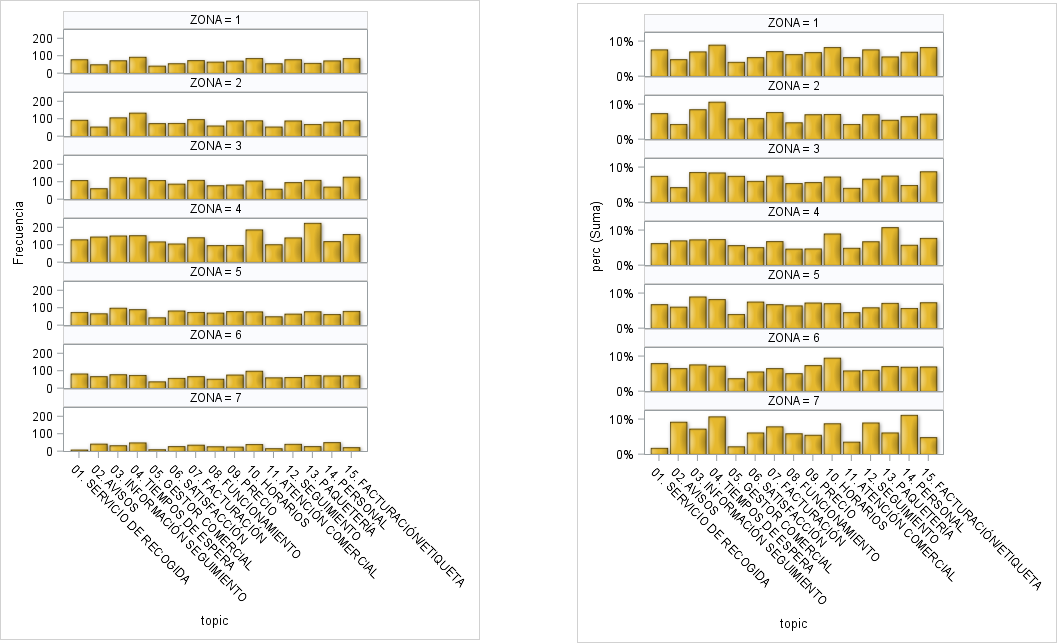 ZONA = 1
200
100
0
ZONA = 2
200
100
0
ZONA = 3
200
100
0
ZONA = 4
200
100
0
ZONA = 5
200
100
0
ZONA = 6
200
100
0
ZONA = 7
200
100
0
Frecuencia
01. SERVICIO DE RECOGIDA
02. AVISOS
03. INFORMACIÓN SEGUIMIENTO
04. TIEMPOS DE ESPERA
05. GESTOR COMERCIAL
06. SATISFACCIÓN
07. FACTURACIÓN
08. FUNCIONAMIENTO
09. PRECIO
10. HORARIOS
11. ATENCIÓN COMERCIAL
12. SEGUIMIENTO
13. PAQUETERIA
14. PERSONAL
15. FACTURACIÓN/ETIQUETA
topic
ZONA = 1
10%
0%
ZONA = 2
10%
0%
ZONA = 3
10%
0%
ZONA = 4
10%
0%
ZONA = 5
10%
0%
ZONA = 6
10%
0%
ZONA = 7
10%
0%
perc (Suma)
01. SERVICIO DE RECOGIDA
02. AVISOS
03. INFORMACIÓN SEGUIMIENTO
04. TIEMPOS DE ESPERA
05. GESTOR COMERCIAL
06. SATISFACCIÓN
07. FACTURACIÓN
08. FUNCIONAMIENTO
09. PRECIO
10. HORARIOS
11. ATENCIÓN COMERCIAL
12. SEGUIMIENTO
13. PAQUETERIA
14. PERSONAL
15. FACTURACIÓN/ETIQUETA
topic